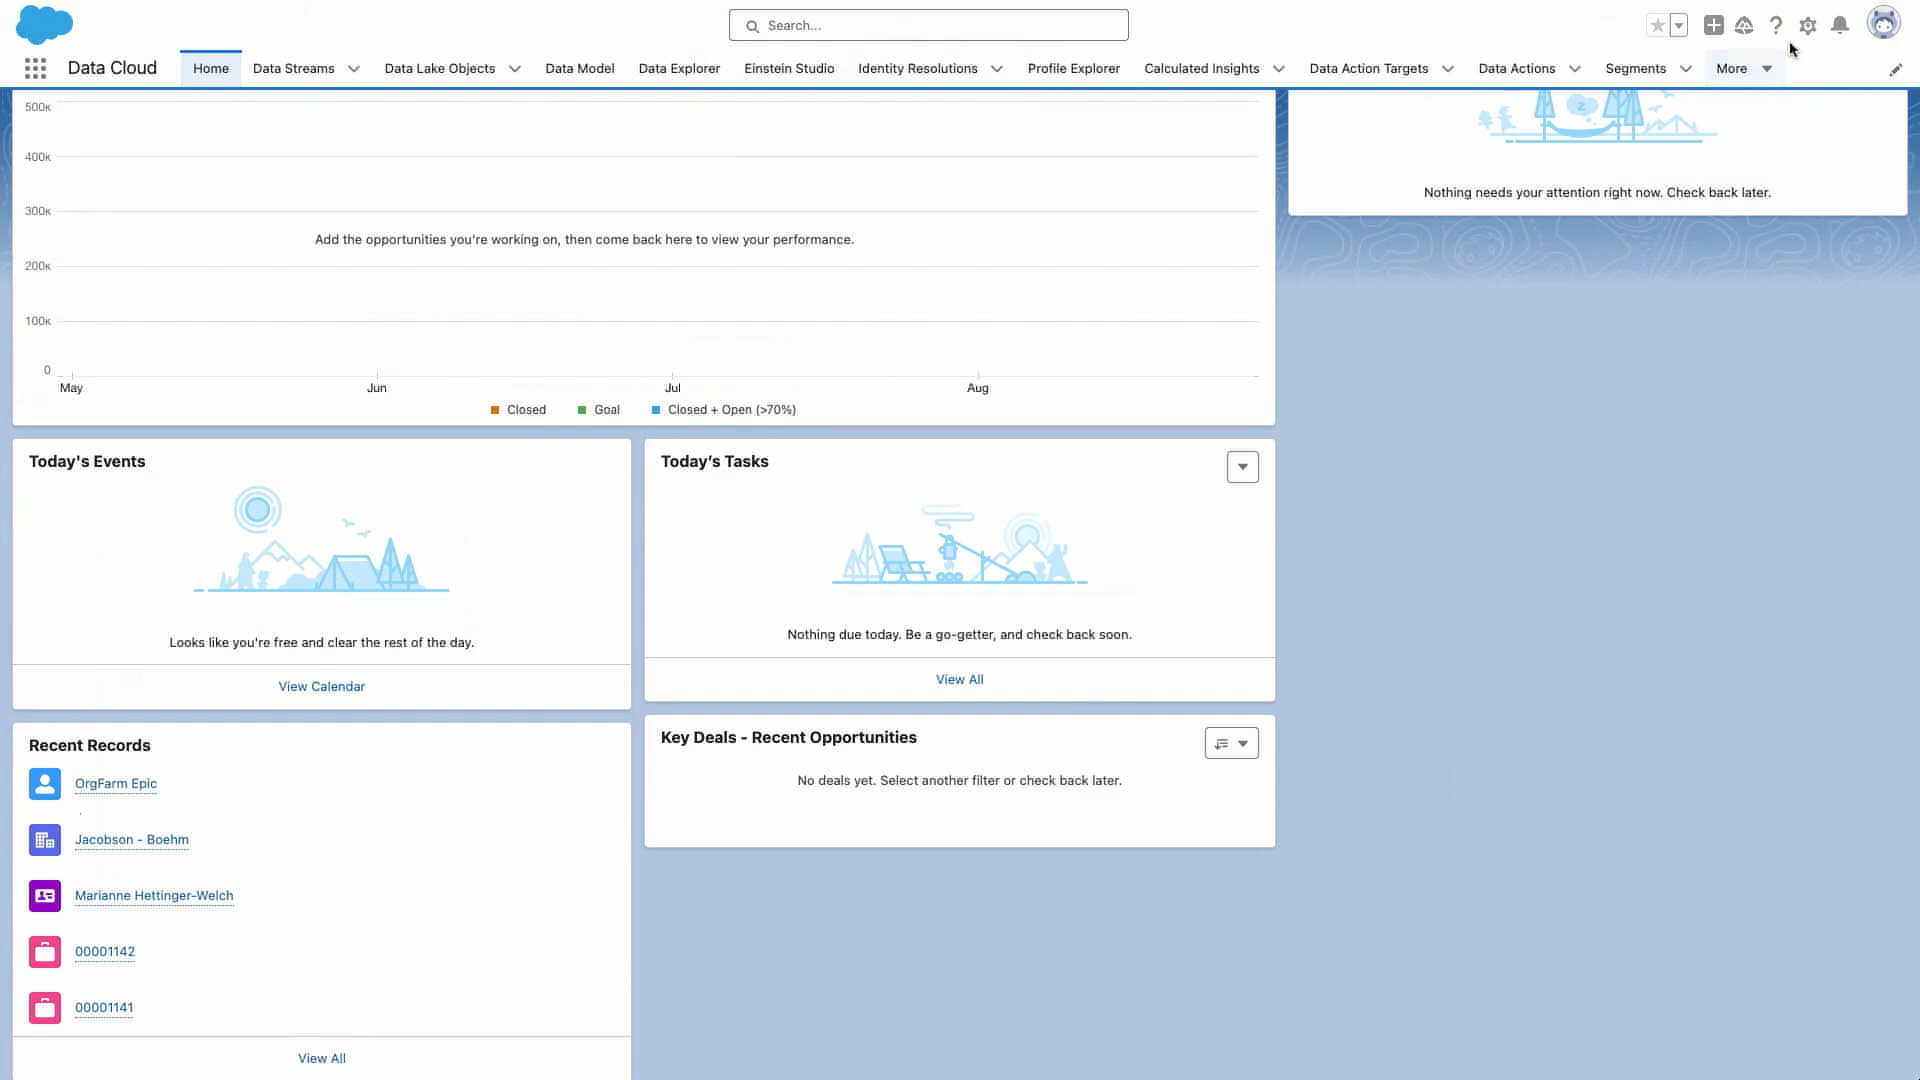 Search...
Data Cloud
Home
Data Streams
Data Lake Objects
Data Model
Data Explorer
Einstein Studio
Identity Resolutions
Profile Explorer
Calculated Insights
Data Action Targets
Data Actions
Segments
More
500K
400K
300K
200K
100K
0
Add the opportunities you're working on, then come back here to view your performance.
May
Jun
Jul
Aug
Closed
Goal
Closed + Open (>70%)
z
Nothing needs your attention right now. Check back later.
Today's Events
Looks like you're free and clear the rest of the day.
View Calendar
Today’s Tasks
Nothing due today. Be a go-getter, and check back soon.
View All
Recent Records
OrgFarm Epic
Jacobson - Boehm
Marianne Hettinger-Welch
00001142
00001141
View All
Key Deals - Recent Opportunities
No deals yet. Select another filter or check back later.